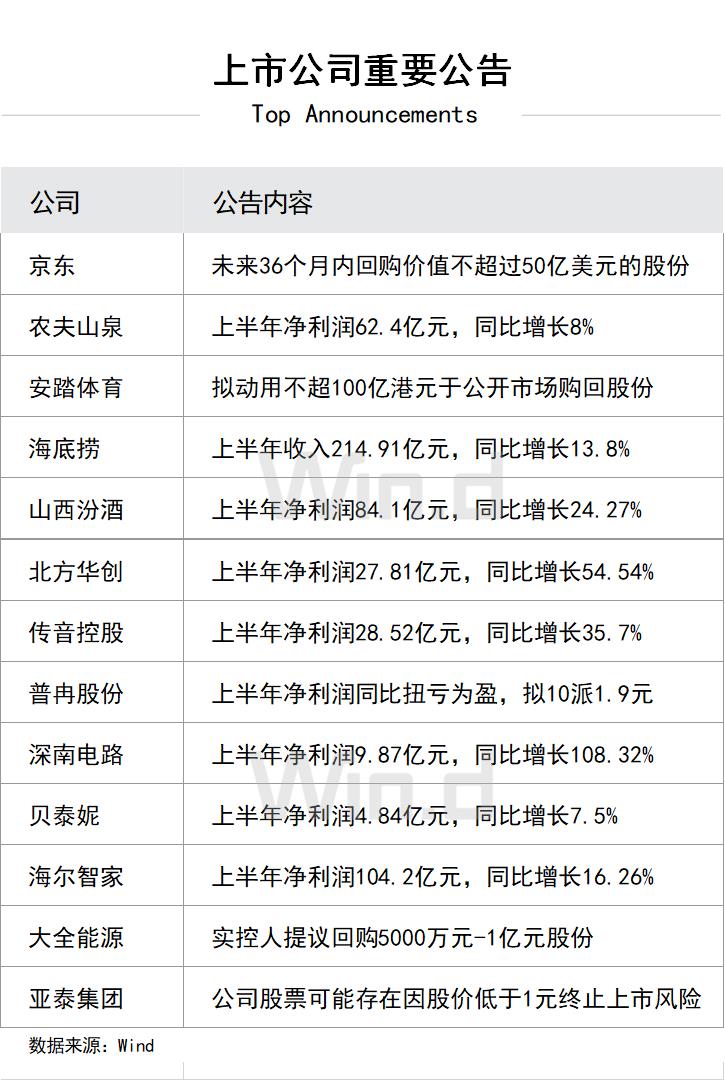 上市公司重要公告
Top Announcements
公司 公告内容
京东 未来36个月内回购价值不超过50亿美元的股份
农夫山泉 上半年净利润62.4亿元，同比增长8%
安踏体育 拟动用不超100亿港元于公开市场购回股份
海底捞 上半年收入214.91亿元，同比增长13.8%
山西汾酒 上半年净利润84.1亿元，同比增长24.27%
北方华创 上半年净利润27.81亿元，同比增长54.54%
传音控股 上半年净利润28.52亿元，同比增长35.7%
普冉股份 上半年净利润同比扭亏为盈，拟10派1.9元
深南电路 上半年净利润9.87亿元，同比增长108.32%
贝泰妮 上半年净利润4.84亿元，同比增长7.5%
海尔智家 上半年净利润104.2亿元，同比增长16.26%
大全能源 实控人提议回购5000万元-1亿元股份
亚泰集团 公司股票可能存在因股价低于1元终止上市风险
数据来源：Wind
Win.d
Win.d